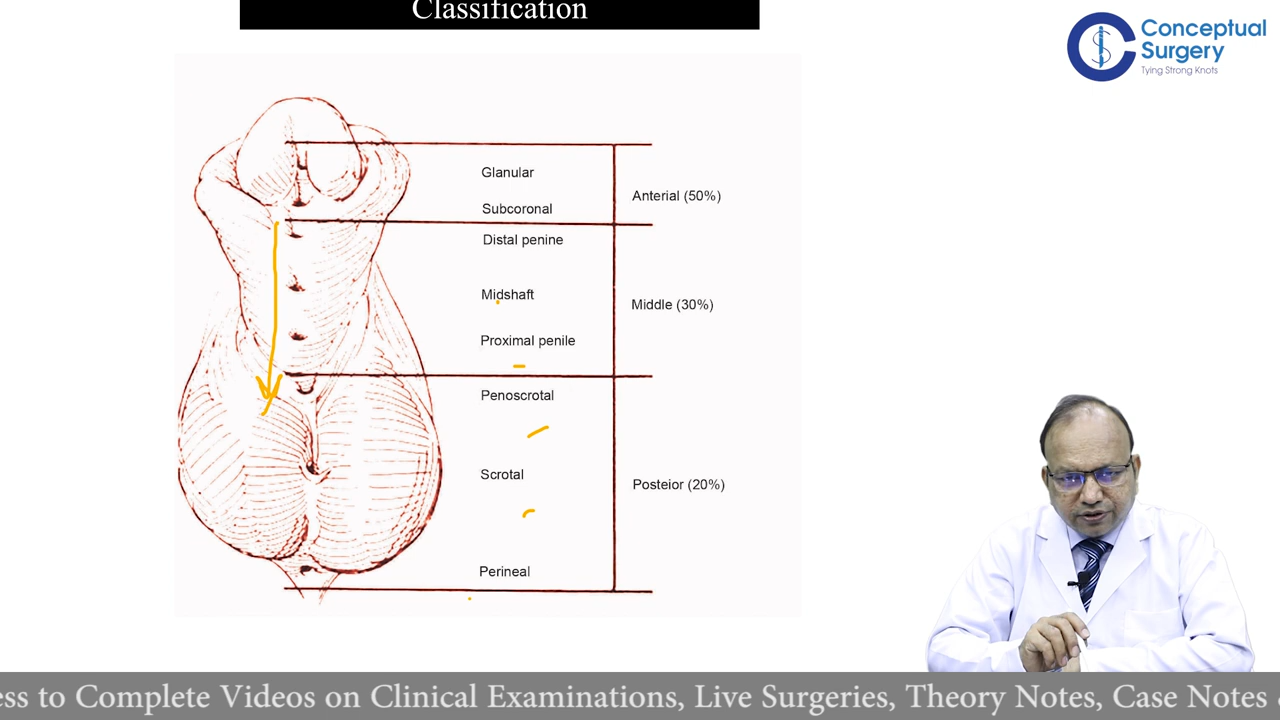 Classification
Conceptual
Surgery
Tying Strong Knots
Glanular
Anterial (50%)
Subcoronal
Distal penine
Midshaft
Middle (30%)
Proximal penile
Penoscrotal
Scrotal
Posteior (20%)
Perineal
ess to Complete Videos on Clinical Examinations, Live Surgeries, Theory Notes, Case Notes